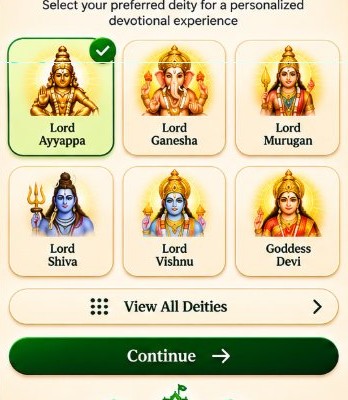 Select your preferred deity for a personalized
devotional experience
Lord
Ayyappa
Lord
Ganesha
Lord
Murugan
Lord
Shiva
Lord
Vishnu
Goddess
Devi
View All Deities
Continue